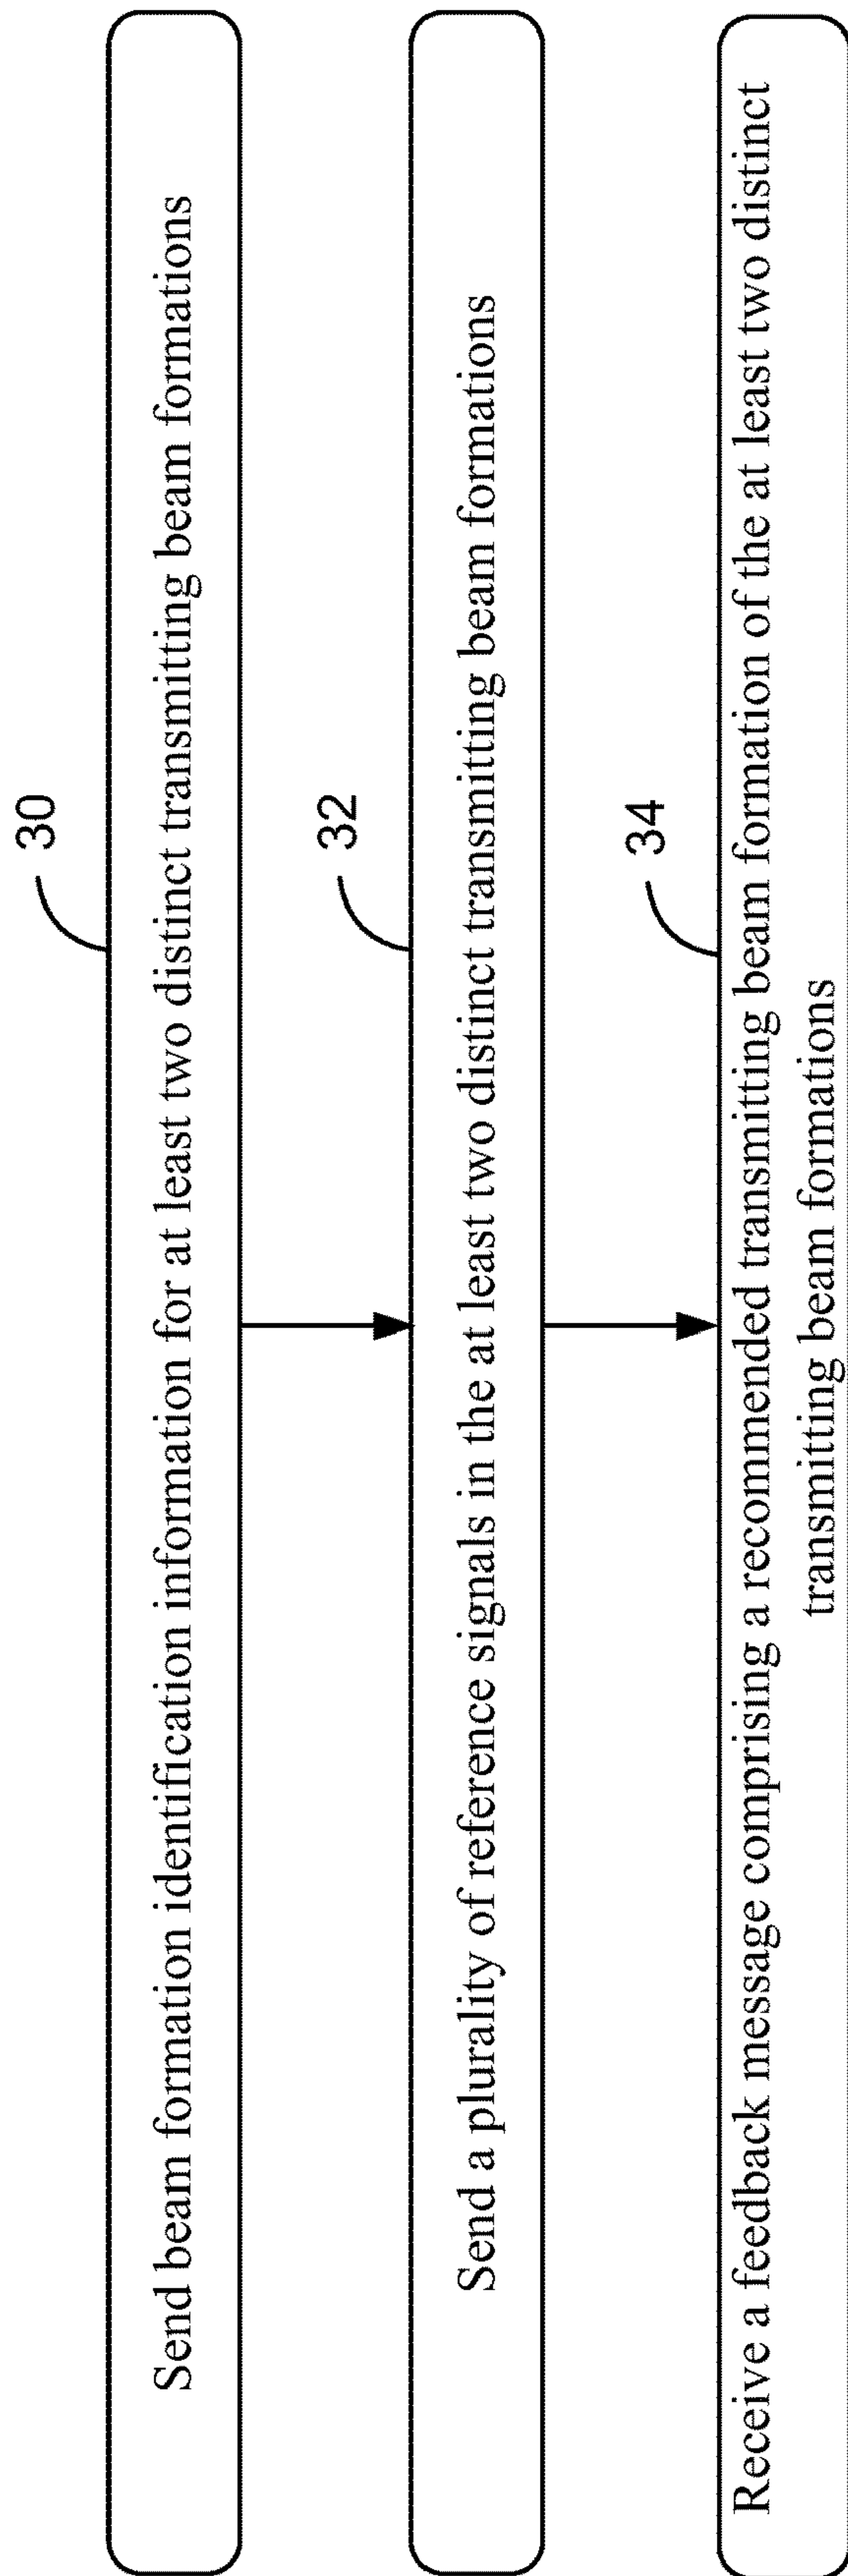 30
Send beam formation identification information for at least two distinct transmitting beam formations
32
Send a plurality of reference signals in the at least two distinct transmitting beam formations
34
Receive a feedback message comprising a recommended transmitting beam formation of the at least two distinct
transmitting beam formations